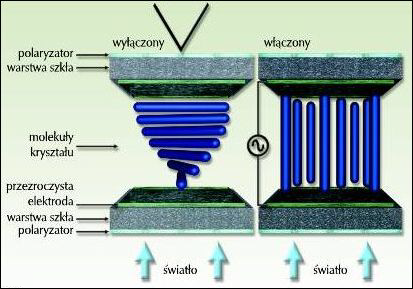 wyłączony
włączony
polaryzator
warstwa szkła
molekuły
kryształu
przezroczysta
elektroda
warstwa szkła
polaryzator
światło
światło